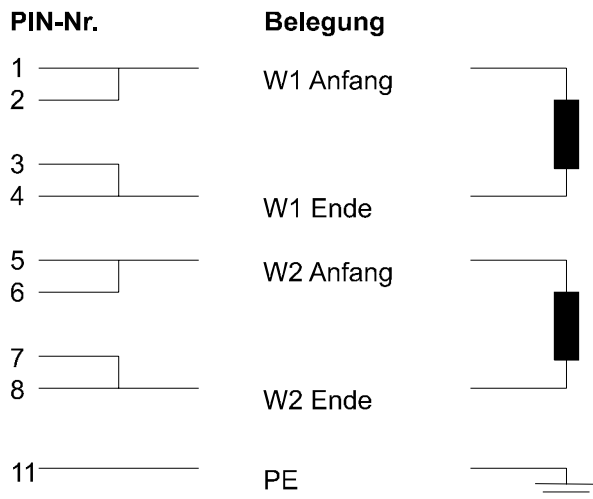 PIN-Nr. Belegung
1
W1 Anfang
2
3
4
W1 Ende
5
W2 Anfang
6
7
8
W2 Ende
11
PE